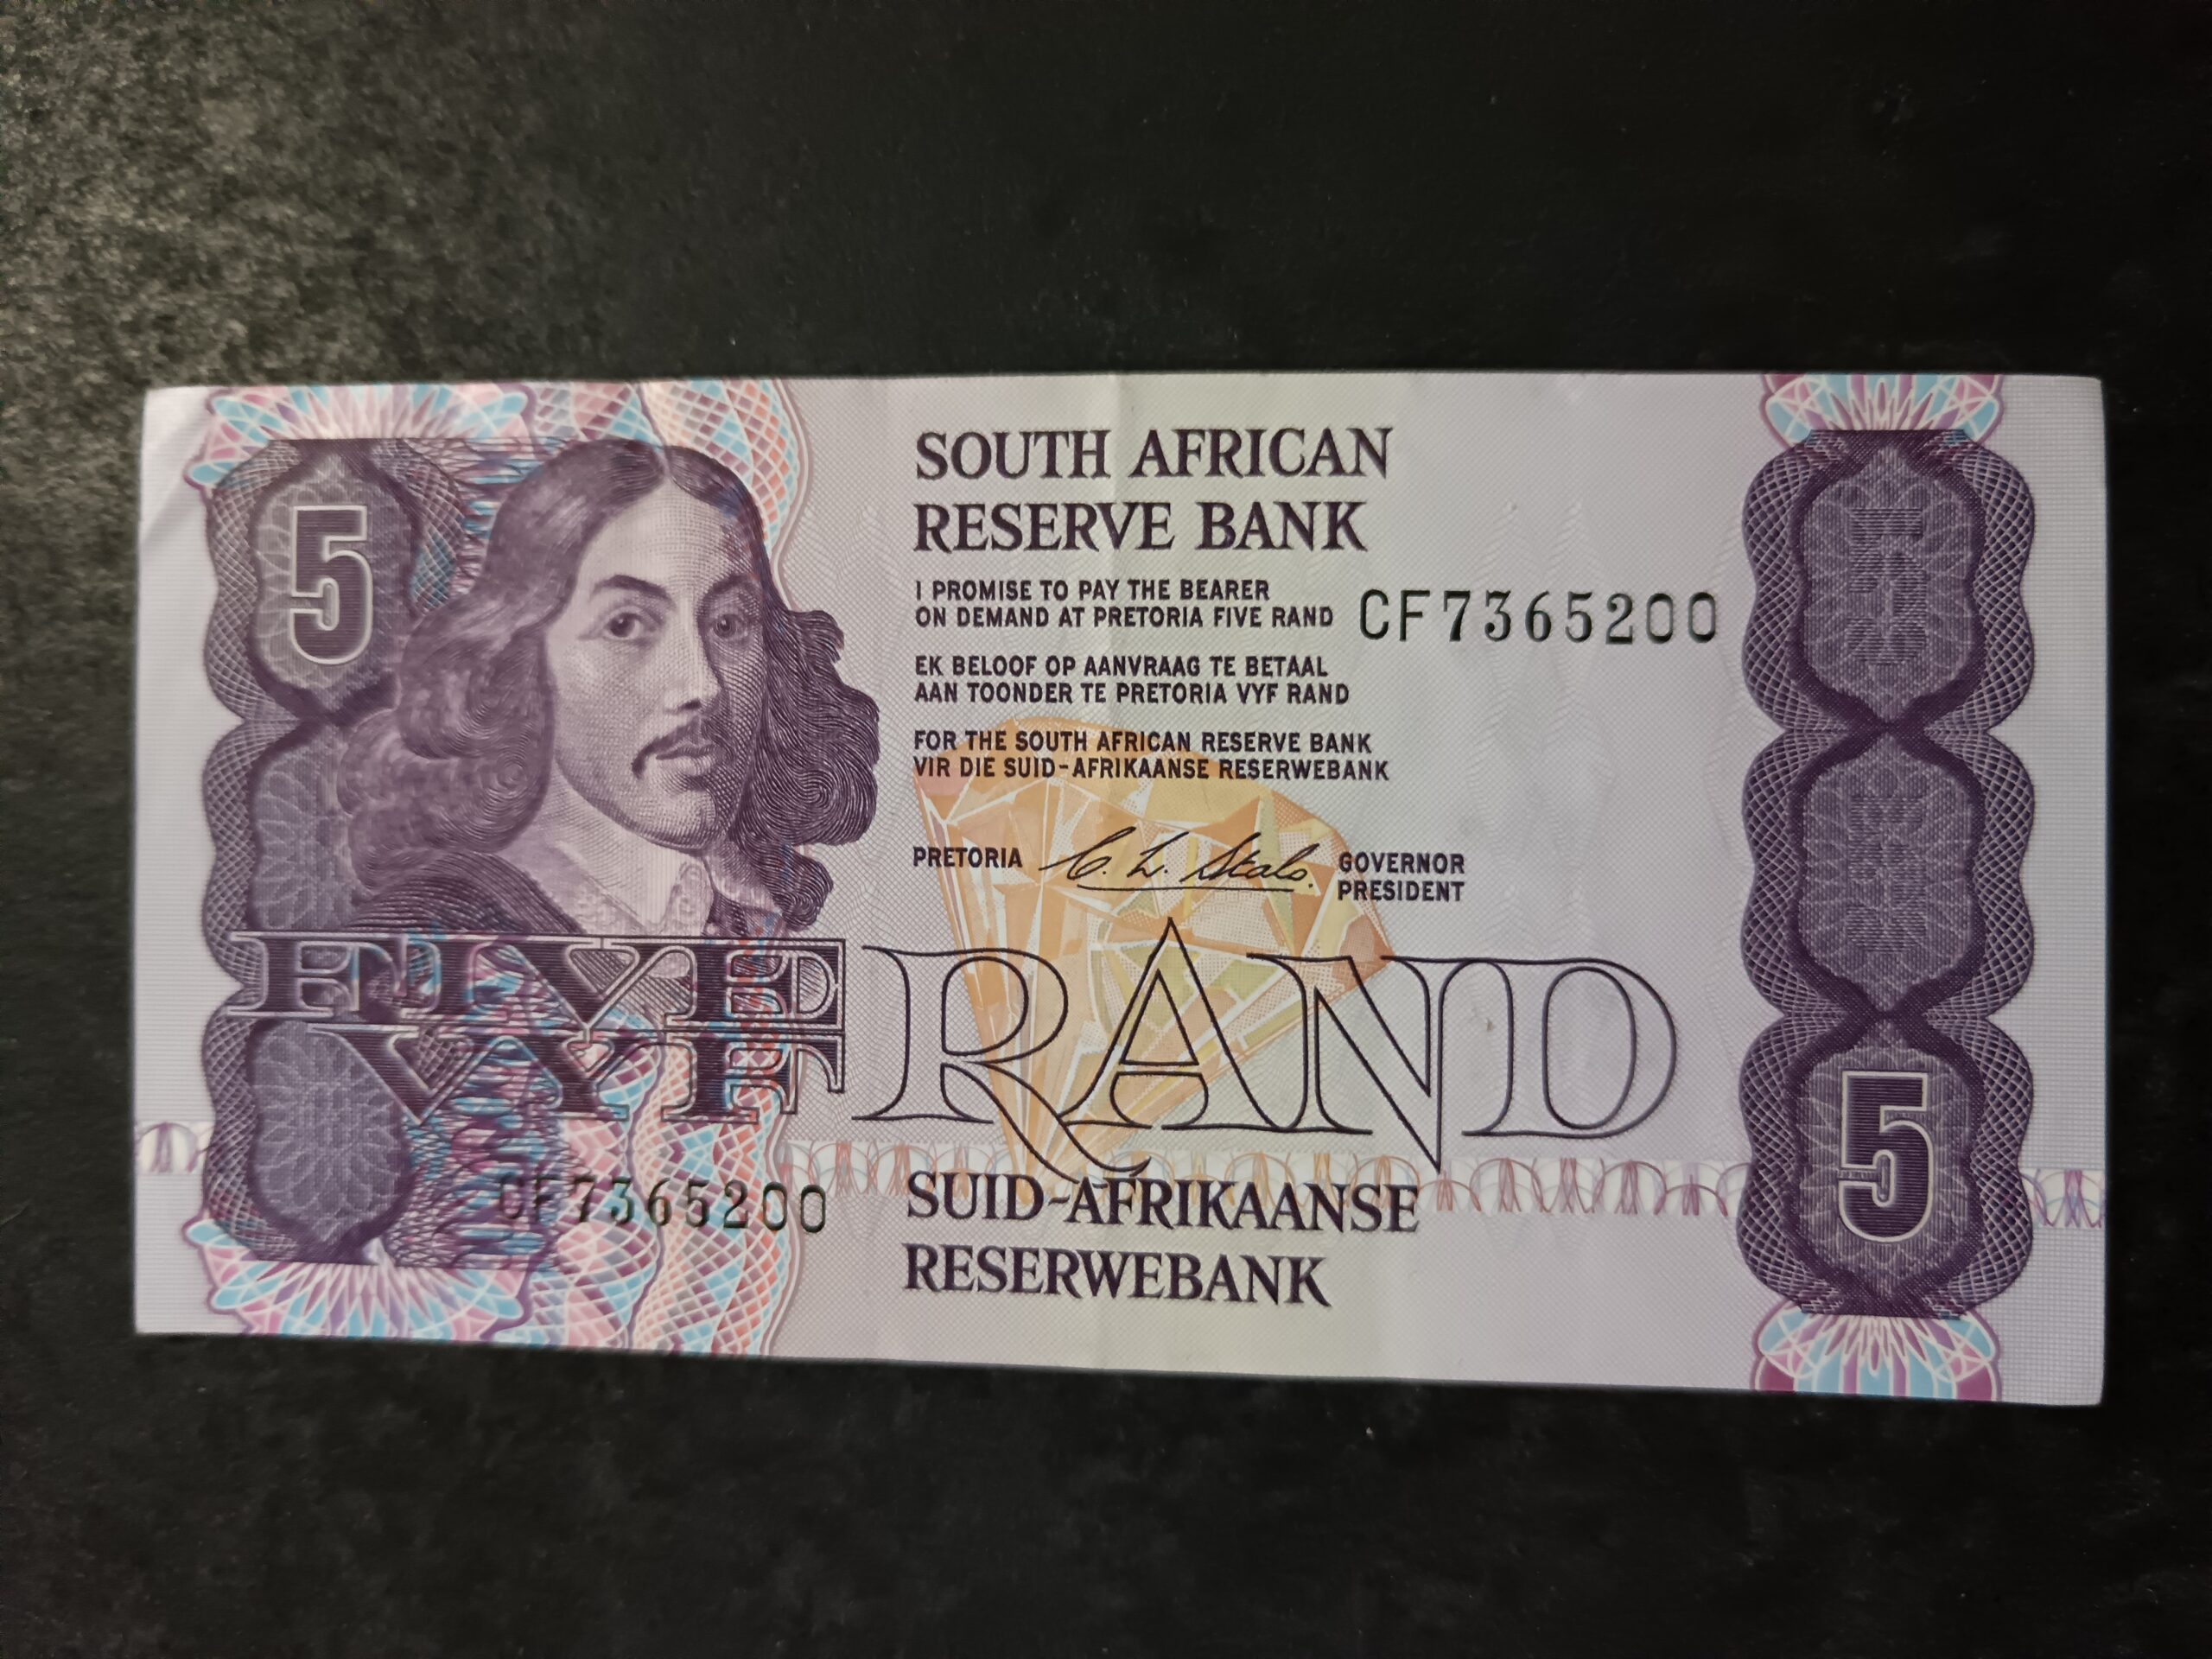 5
SOUTH AFRICAN
RESERVE BANK
I PROMISE TO PAY THE BEARER
ON DEMAND AT PRETORIA FIVE RAND
CF7365200
EK BELOOF OP AANVRAAG TE BETAAL
AAN TOONDER TE PRETORIA VYF RAND
FOR THE SOUTH AFRICAN RESERVE BANK
VIR DIE SUID-AFRIKAANSE RESERWEBANK
PRETORIA C. L. Stals. GOVERNOR
PRESIDENT
FIVE
VYF
RAND
CF7365200
SUID-AFRIKAANSE
RESERWEBANK
5